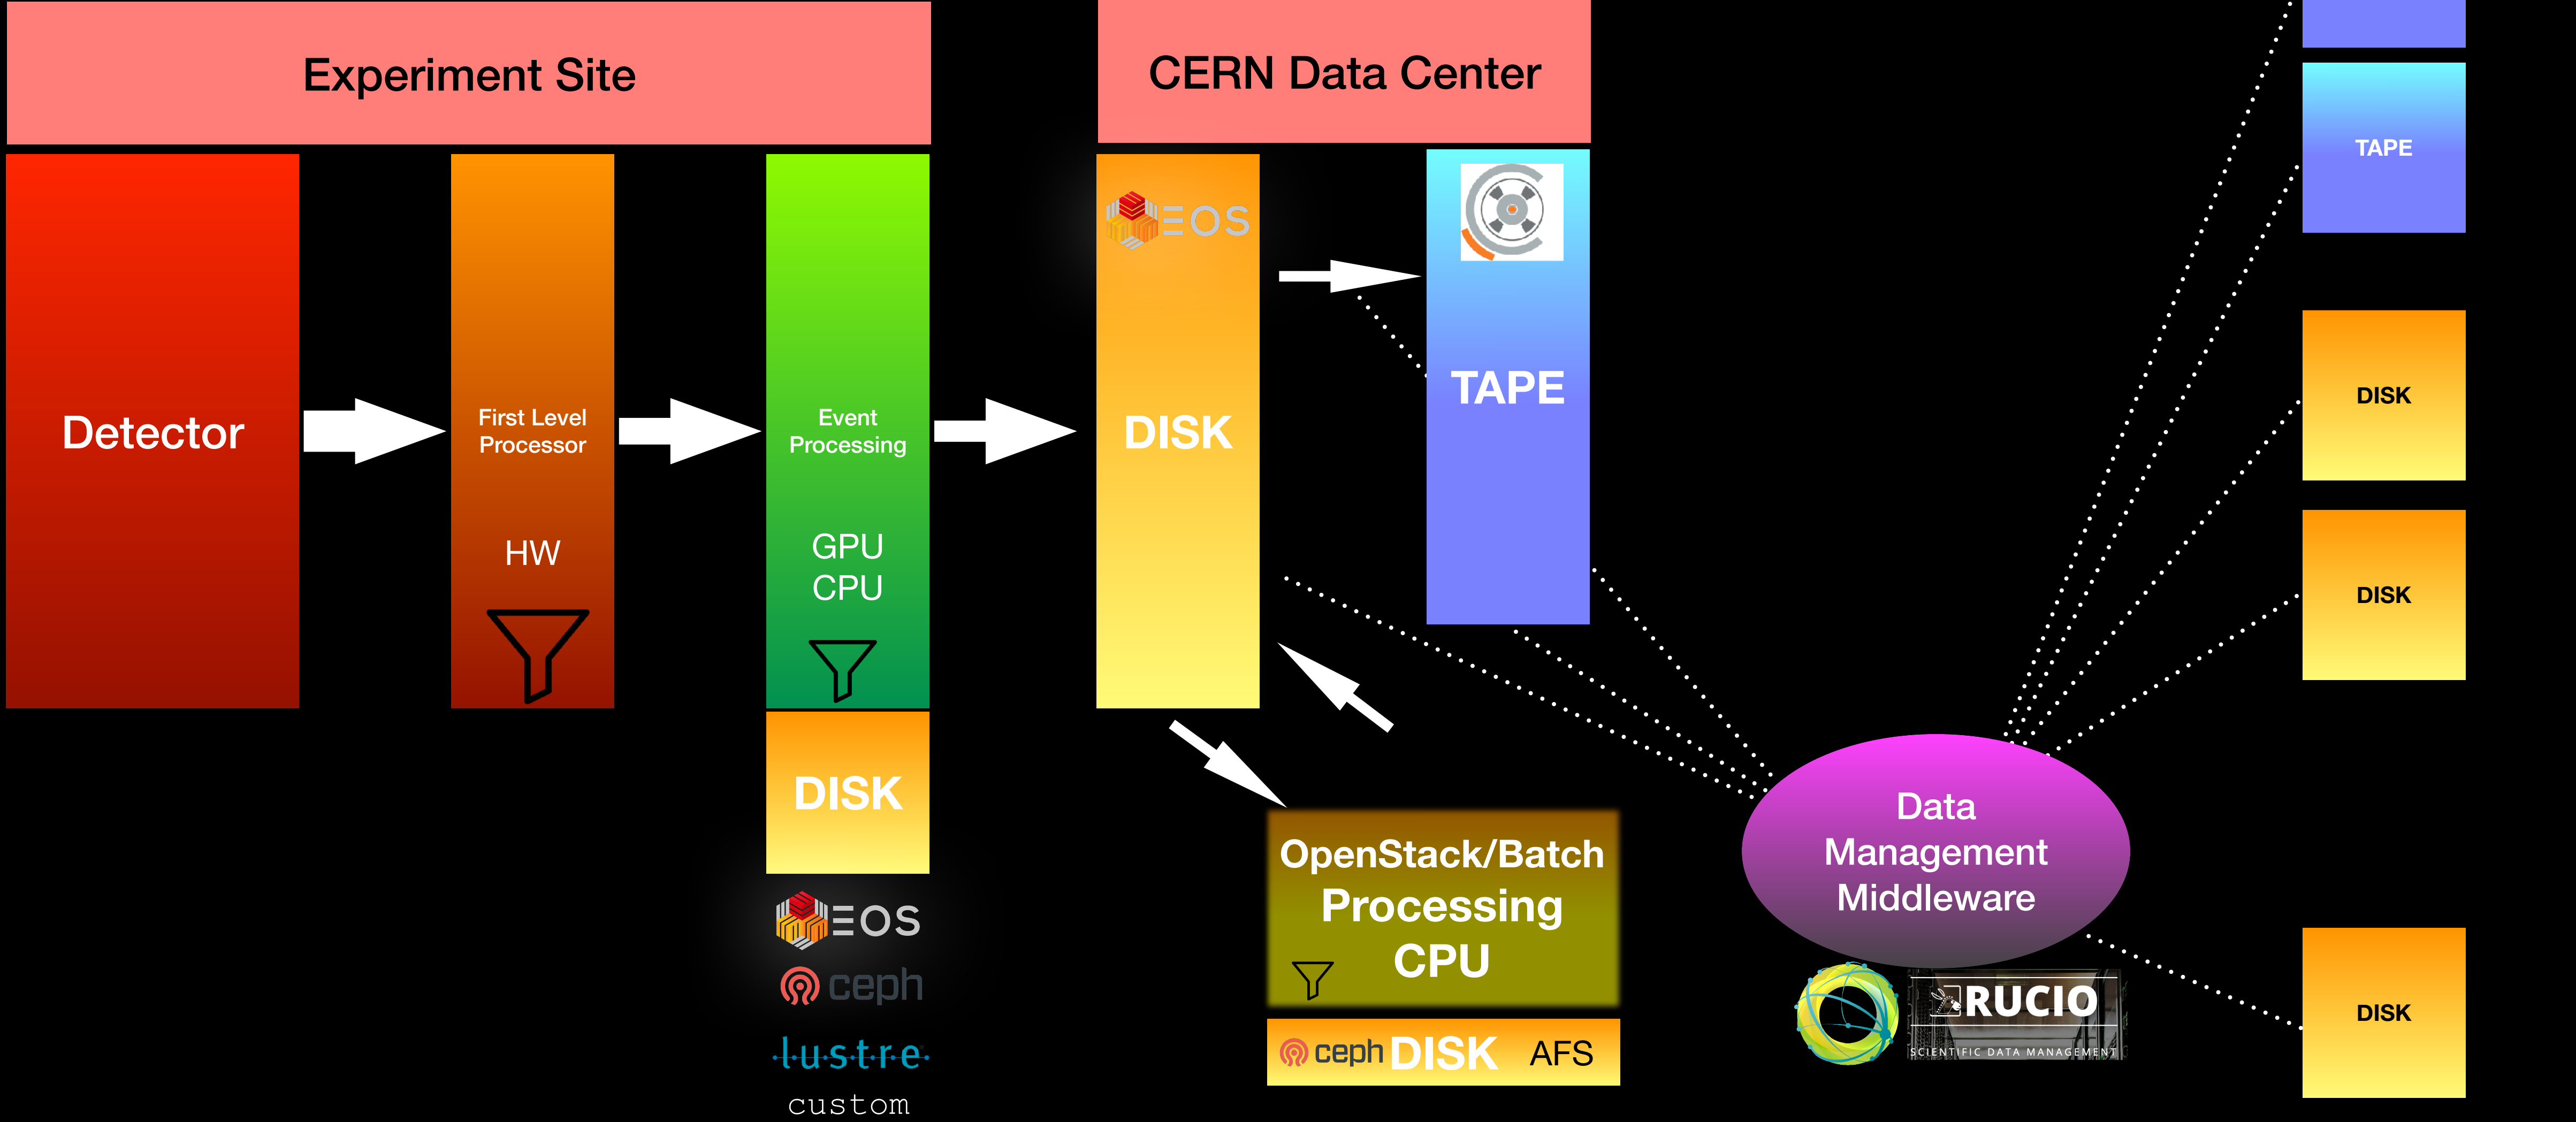 Experiment Site
CERN Data Center
Detector
First Level
Processor
HW
Event
Processing
GPU
CPU
DISK
EOS
ceph
lustre
custom
EOS
DISK
TAPE
OpenStack/Batch
Processing
CPU
ceph DISK AFS
Data
Management
Middleware
RUCIO
SCIENTIFIC DATA MANAGEMENT
TAPE
DISK
DISK
DISK